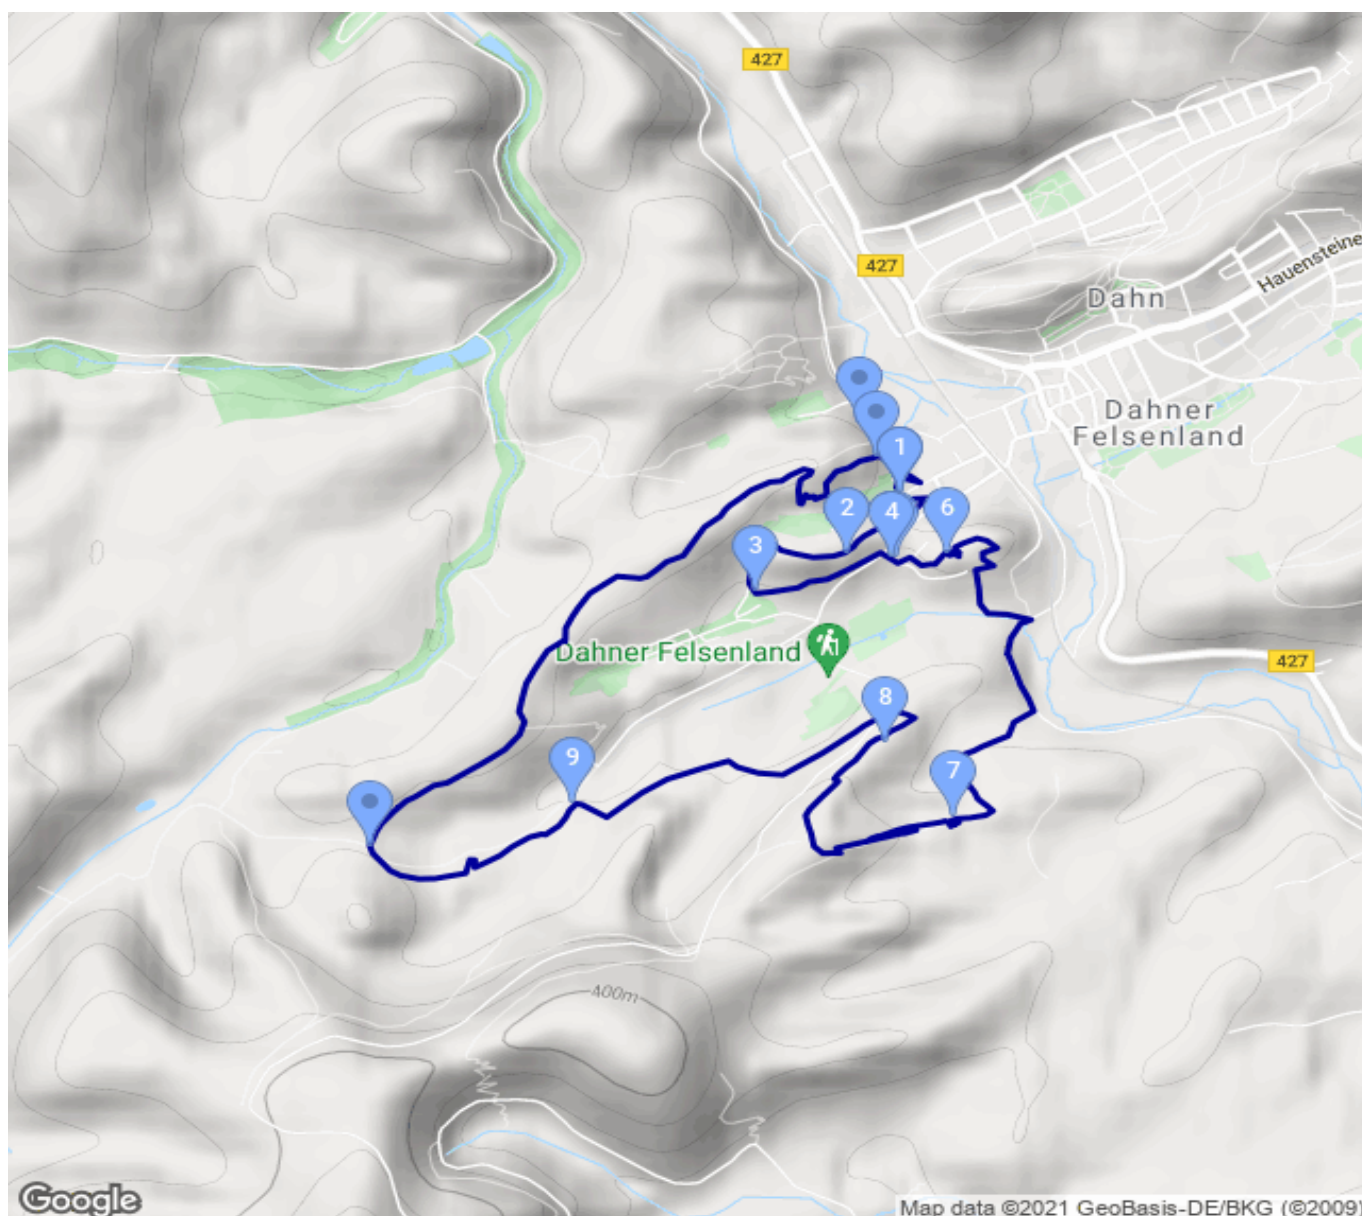 427
427
Hauensteine
Dahn
Dahner
Felsenland
1
2
4
6
3
Dahner Felsenland
427
8
9
7
400m
Google
Map data ©2021 GeoBasis-DE/BKG (©2009)